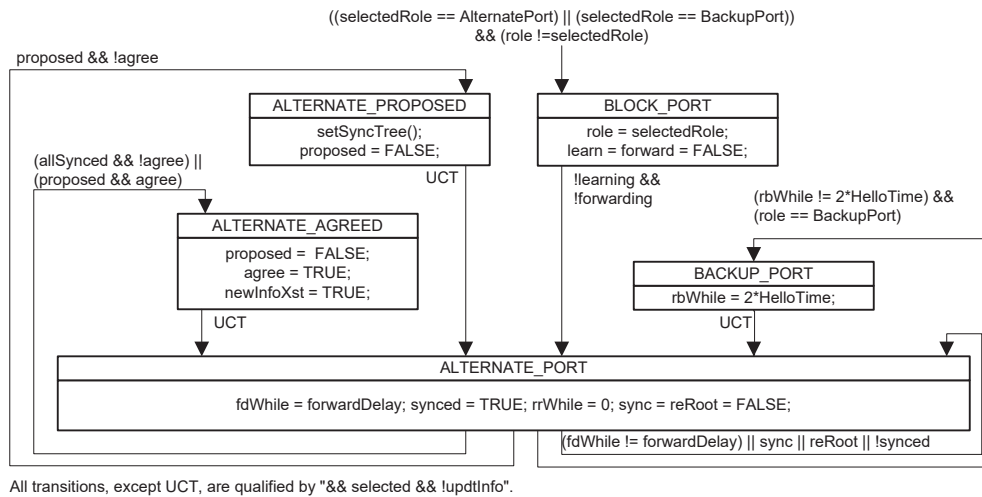 ((selectedRole == AlternatePort) || (selectedRole == BackupPort))
&& (role !=selectedRole)
proposed && !agree
ALTERNATE_PROPOSED
setSyncTree();
proposed = FALSE;
UCT
BLOCK_PORT
role = selectedRole;
learn = forward = FALSE;
!learning &&
!forwarding
(allSynced && !agree) ||
(proposed && agree)
ALTERNATE_AGREED
proposed =  FALSE;
agree = TRUE;
newInfoXst = TRUE;
UCT
(rbWhile != 2*HelloTime) &&
(role == BackupPort)
BACKUP_PORT
rbWhile = 2*HelloTime;
UCT
ALTERNATE_PORT
fdWhile = forwardDelay; synced = TRUE; rrWhile = 0; sync = reRoot = FALSE;
(fdWhile != forwardDelay) || sync || reRoot || !synced
All transitions, except UCT, are qualified by "&& selected && !updtInfo".